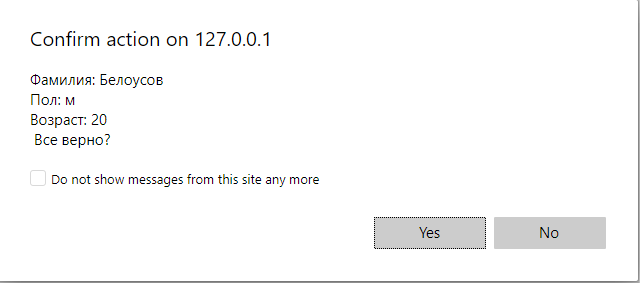 Confirm action on 127.0.0.1
Фамилия: Белоусов
Пол: м
Возраст: 20
Все верно?
Do not show messages from this site any more
Yes No